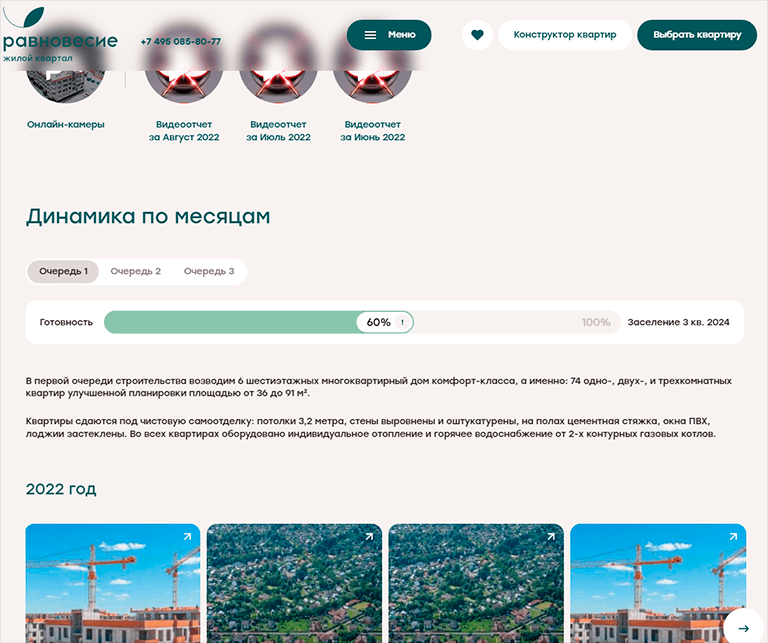 равновесие
жилой квартал
+7 495 085-80-77
Меню
Конструктор квартир
Выбрать квартиру
Онлайн-камеры
Видеоотчет
за Август 2022
Видеоотчет
за Июль 2022
Видеоотчет
за Июнь 2022
Динамика по месяцам
Очередь 1
Очередь 2
Очередь 3
Готовность
60% !
100%
Заселение 3 кв. 2024
В первой очереди строительства возводим 6 шестиэтажных многоквартирный дом комфорт-класса, а именно: 74 одно-, двух-, и трехкомнатных
квартир улучшенной планировки площадью от 36 до 91 м².
Квартиры сдаются под чистовую самоотделку: потолки 3,2 метра, стены выровнены и оштукатурены, на полах цементная стяжка, окна ПВХ,
лоджии застеклены. Во всех квартирах оборудовано индивидуальное отопление и горячее водоснабжение от 2-х контурных газовых котлов.
2022 год